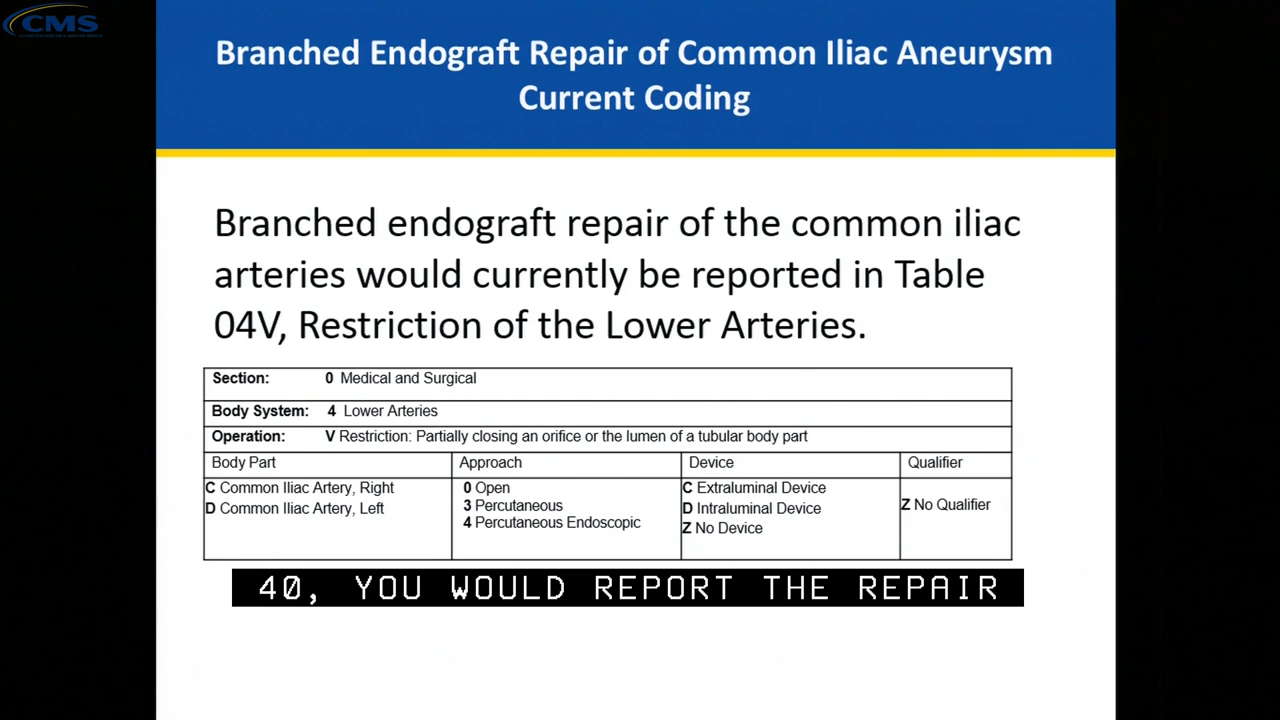 CMS
Branched Endograft Repair of Common Iliac Aneurysm
Current Coding
Branched endograft repair of the common iliac
arteries would currently be reported in Table
04V, Restriction of the Lower Arteries.
Section: 0 Medical and Surgical
Body System: 4 Lower Arteries
Operation: V Restriction: Partially closing an orifice or the lumen of a tubular body part
Body Part Approach Device Qualifier
C Common Iliac Artery, Right 0 Open C Extraluminal Device Z No Qualifier
D Common Iliac Artery, Left 3 Percutaneous D Intraluminal Device
4 Percutaneous Endoscopic Z No Device
40, YOU WOULD REPORT THE REPAIR